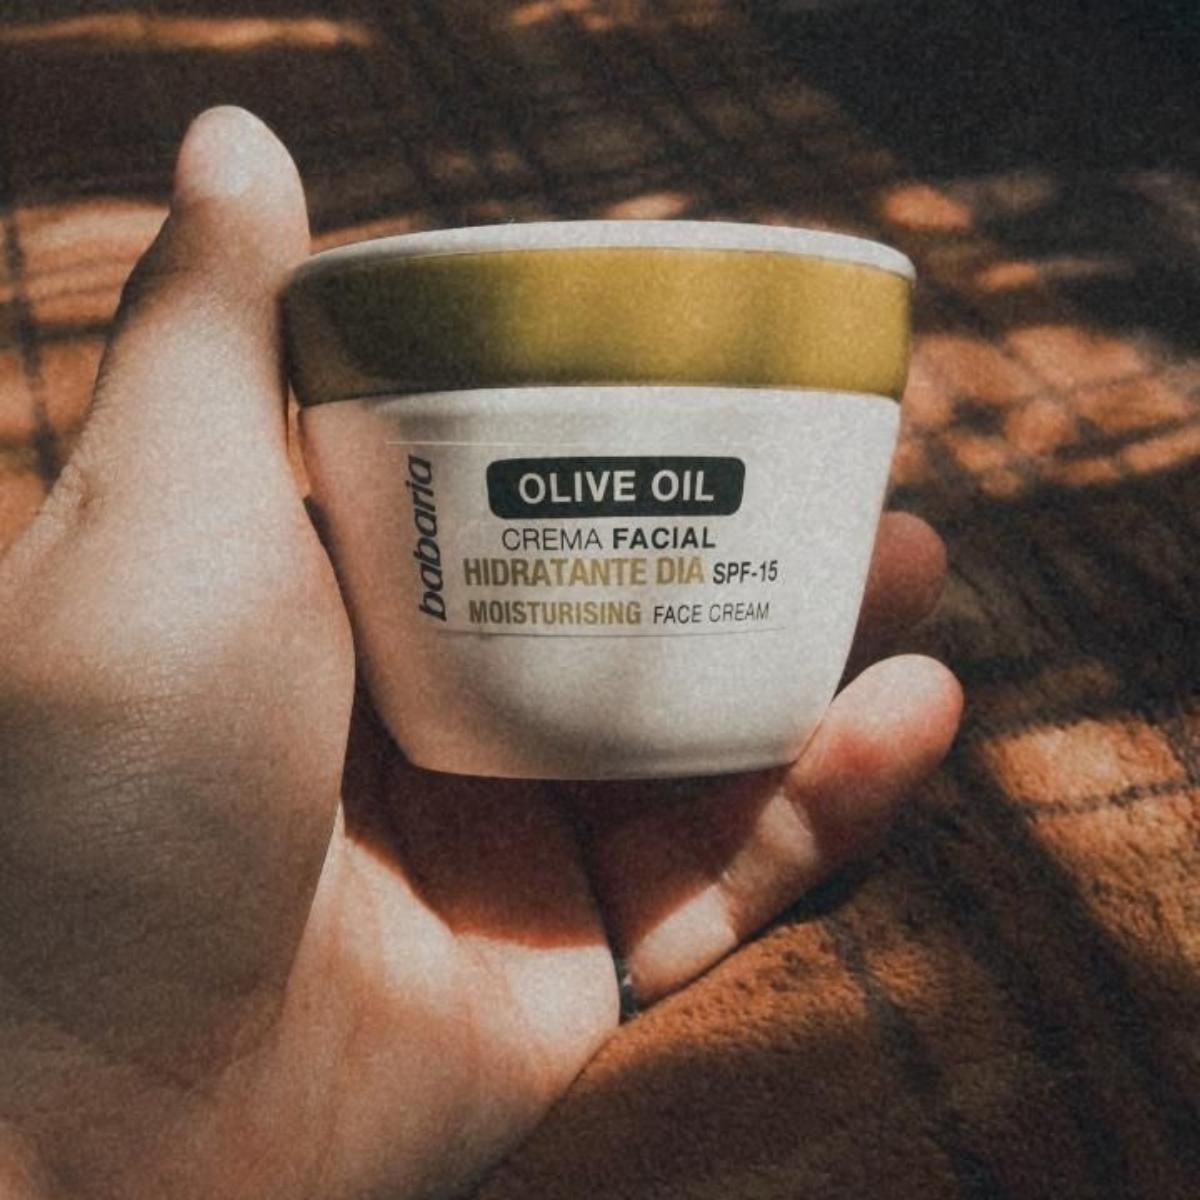 babaria
OLIVE OIL
CREMA FACIAL
HIDRATANTE DIA SPF-15
MOISTURISING FACE CREAM